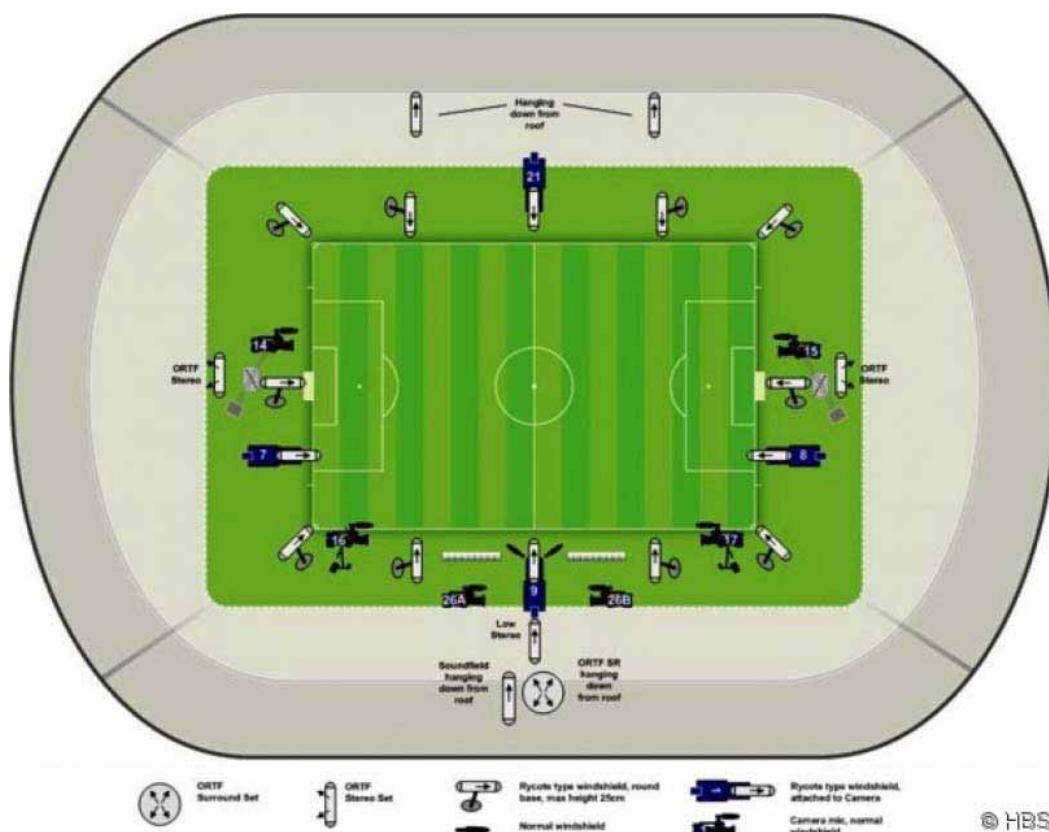 Hanging
down from
roof
21
14
15
ORTF
Stereo
ORTF
Stereo
7
8
16
17
9
26A
26B
Low
Stereo
Soundfield
hanging
down from
roof
ORTF SR
hanging
down
from roof
ORTF
Surround Set
ORTF
Stereo Set
Rycote type windshield, round
base, max height 25cm
Normal windshield
Rycote type windshield,
attached to Camera
Camera mic, normal
windshield
© HBS